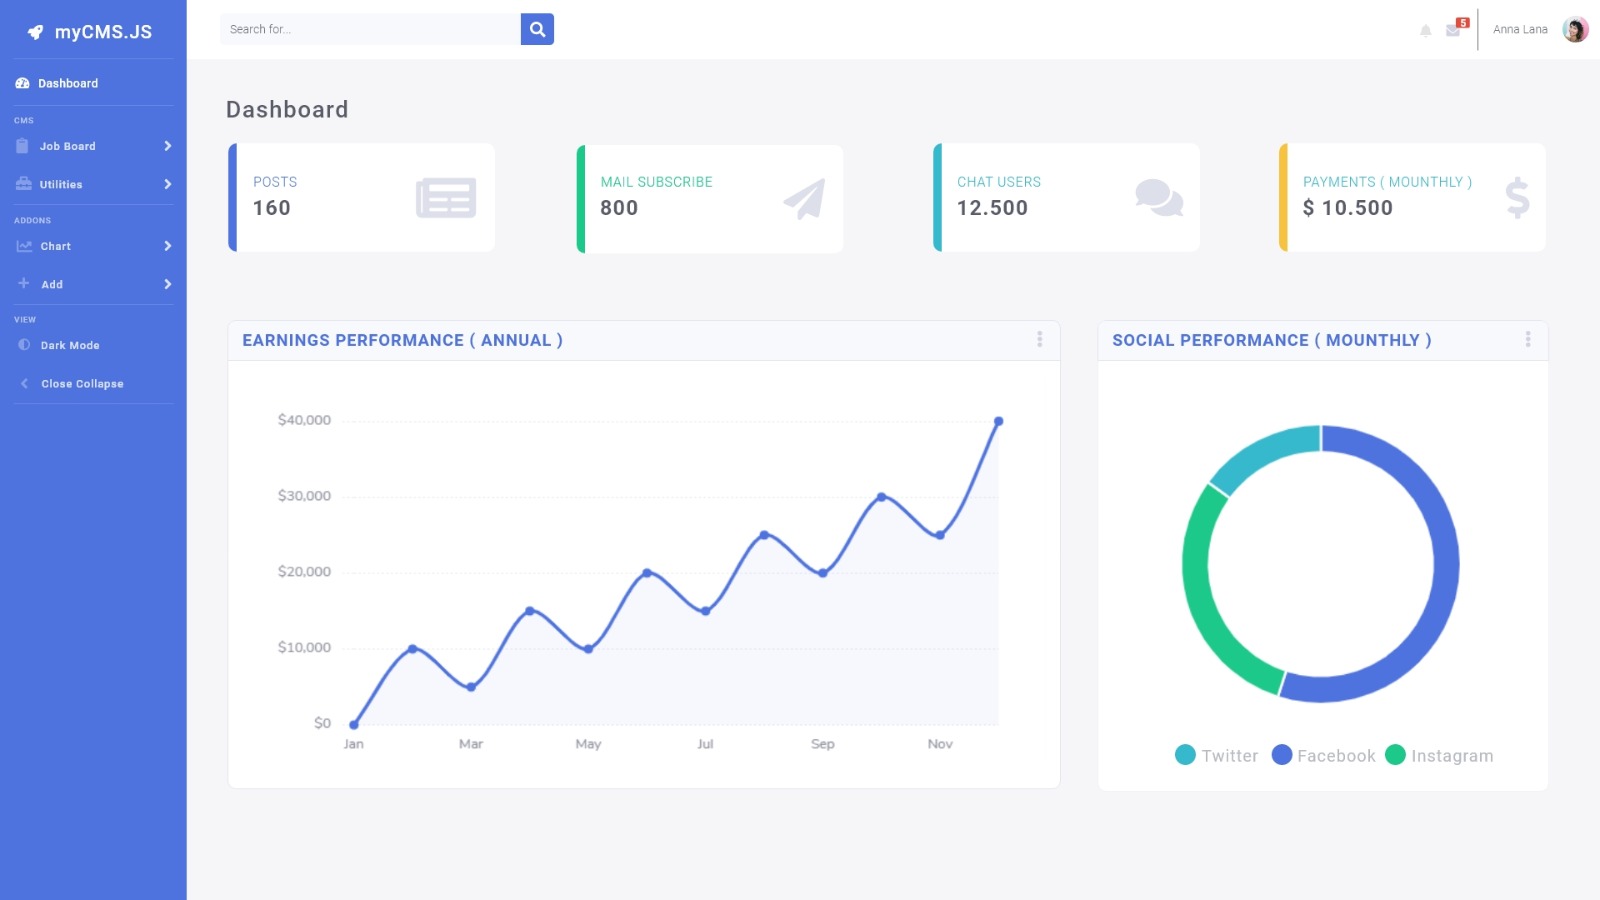 myCMS.JS
Dashboard
CMS
Job Board
Utilities
ADDONS
Chart
Add
VIEW
Dark Mode
Close Collapse
Search for...
5
Anna Lana
Dashboard
POSTS
160
MAIL SUBSCRIBE
800
CHAT USERS
12.500
PAYMENTS ( MOUNTHLY )
$ 10.500
EARNINGS PERFORMANCE ( ANNUAL )
$40,000
$30,000
$20,000
$10,000
$0
Jan Mar May Jul Sep Nov
SOCIAL PERFORMANCE ( MOUNTHLY )
Twitter Facebook Instagram